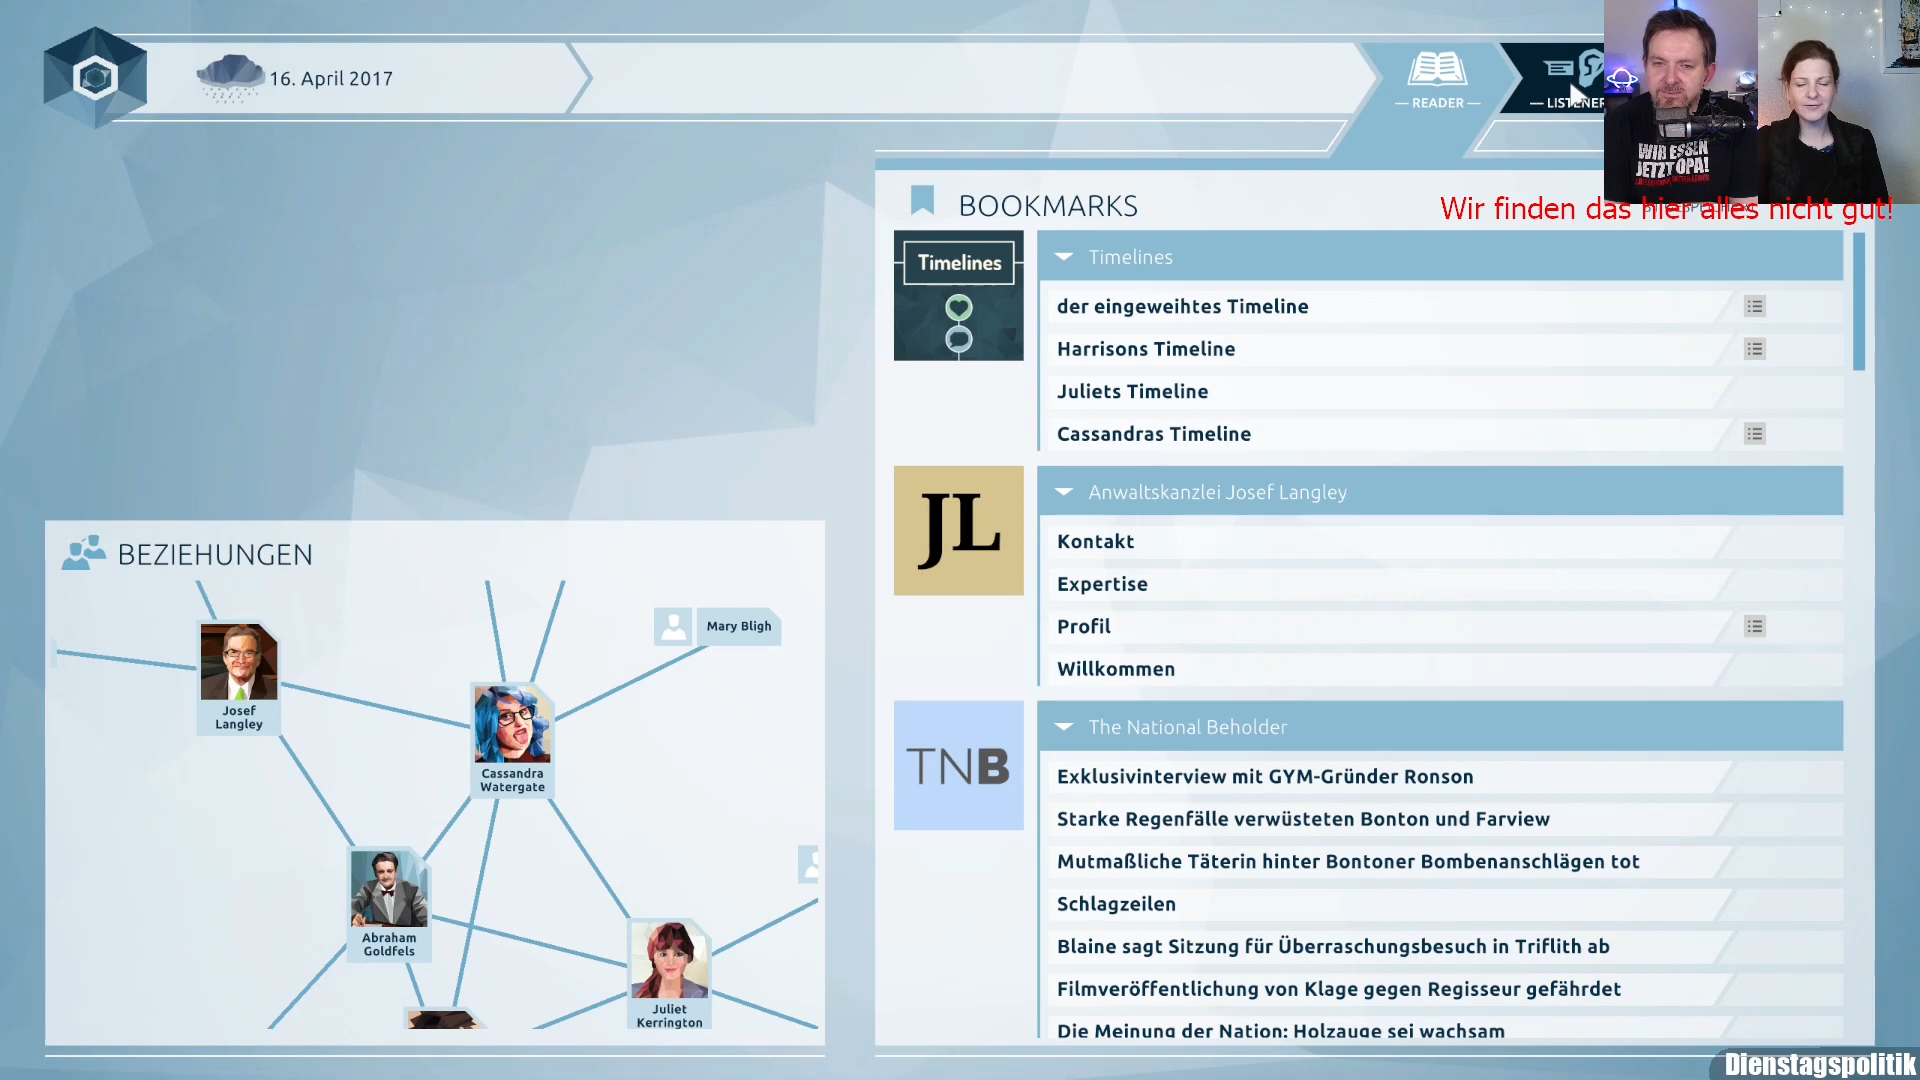 16. April 2017
— READER —
— LISTENER
WIR ESSEN
JETZT OPA!
Wir finden das hier alles nicht gut!
BOOKMARKS
Timelines
Timelines
der eingeweihtes Timeline
Harrisons Timeline
Juliets Timeline
Cassandras Timeline
JL
Anwaltskanzlei Josef Langley
Kontakt
Expertise
Profil
Willkommen
TNB
The National Beholder
Exklusivinterview mit GYM-Gründer Ronson
Starke Regenfälle verwüsteten Bonton und Farview
Mutmaßliche Täterin hinter Bontoner Bombenanschlägen tot
Schlagzeilen
Blaine sagt Sitzung für Überraschungsbesuch in Triflith ab
Filmveröffentlichung von Klage gegen Regisseur gefährdet
Die Meinung der Nation: Holzauge sei wachsam
BEZIEHUNGEN
Mary Bligh
Josef
Langley
Cassandra
Watergate
Abraham
Goldfels
Juliet
Kerrington
Dienstagspolitik